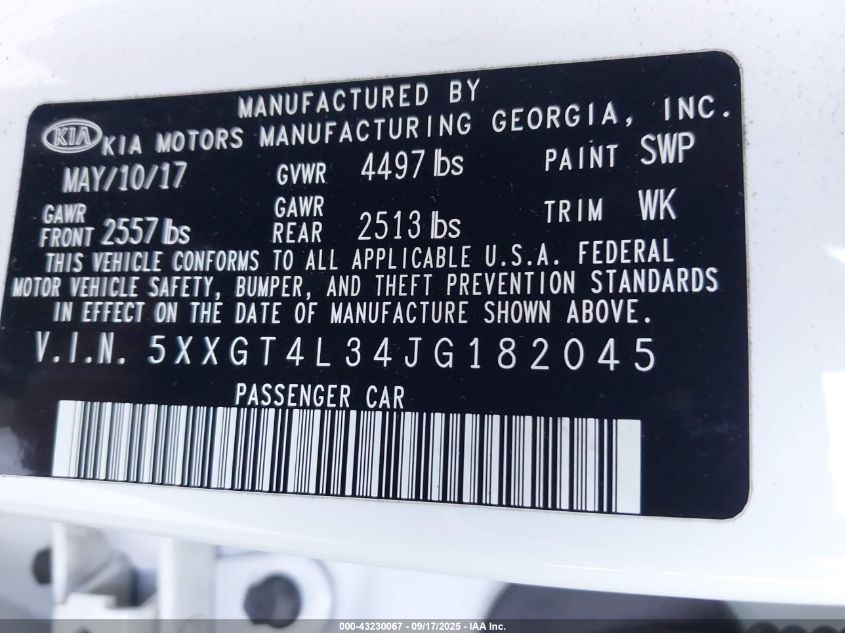 MANUFACTURED BY
KIA KIA MOTORS MANUFACTURING GEORGIA, INC.
MAY/10/17 GVWR 4497 lbs PAINT SWP
GAWR FRONT 2557 lbs GAWR REAR 2513 lbs TRIM WK
THIS VEHICLE CONFORMS TO ALL APPLICABLE U.S.A. FEDERAL
MOTOR VEHICLE SAFETY, BUMPER, AND THEFT PREVENTION STANDARDS
IN EFFECT ON THE DATE OF MANUFACTURE SHOWN ABOVE.
V.I.N. 5XXGT4L34JG182045
PASSENGER CAR
000-43230067 - 09/17/2025 - IAA Inc.